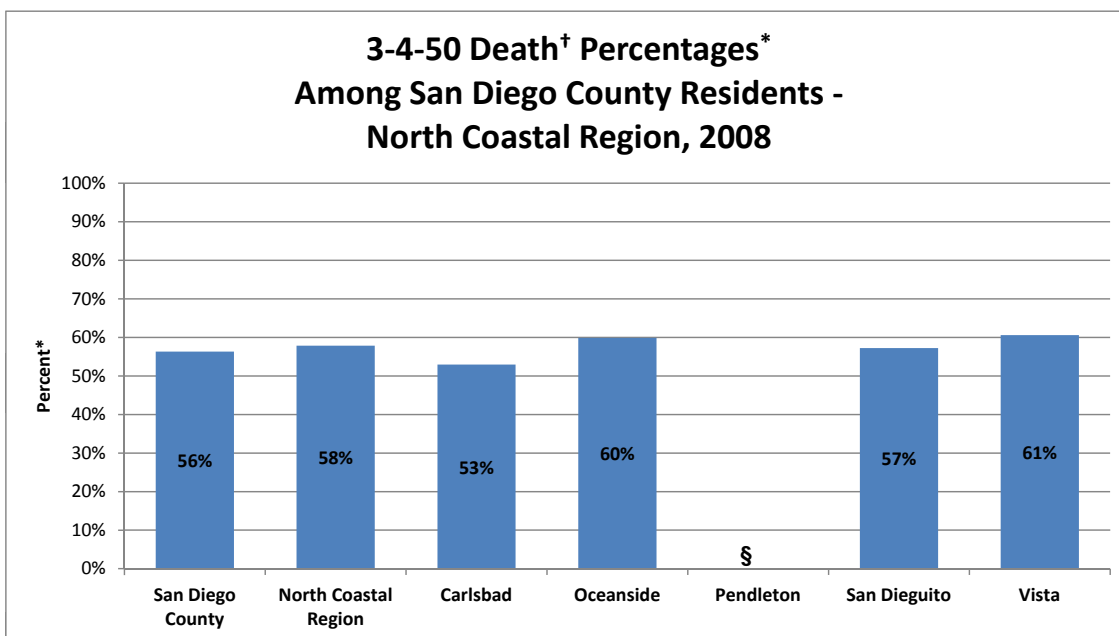 3-4-50 Death† Percentages*
Among San Diego County Residents -
North Coastal Region, 2008
100%
90%
80%
70%
60%
50%
40%
30%
20%
10%
0%
Percent*
56%
58%
53%
60%
§
57%
61%
San Diego
County
North Coastal
Region
Carlsbad
Oceanside
Pendleton
San Dieguito
Vista